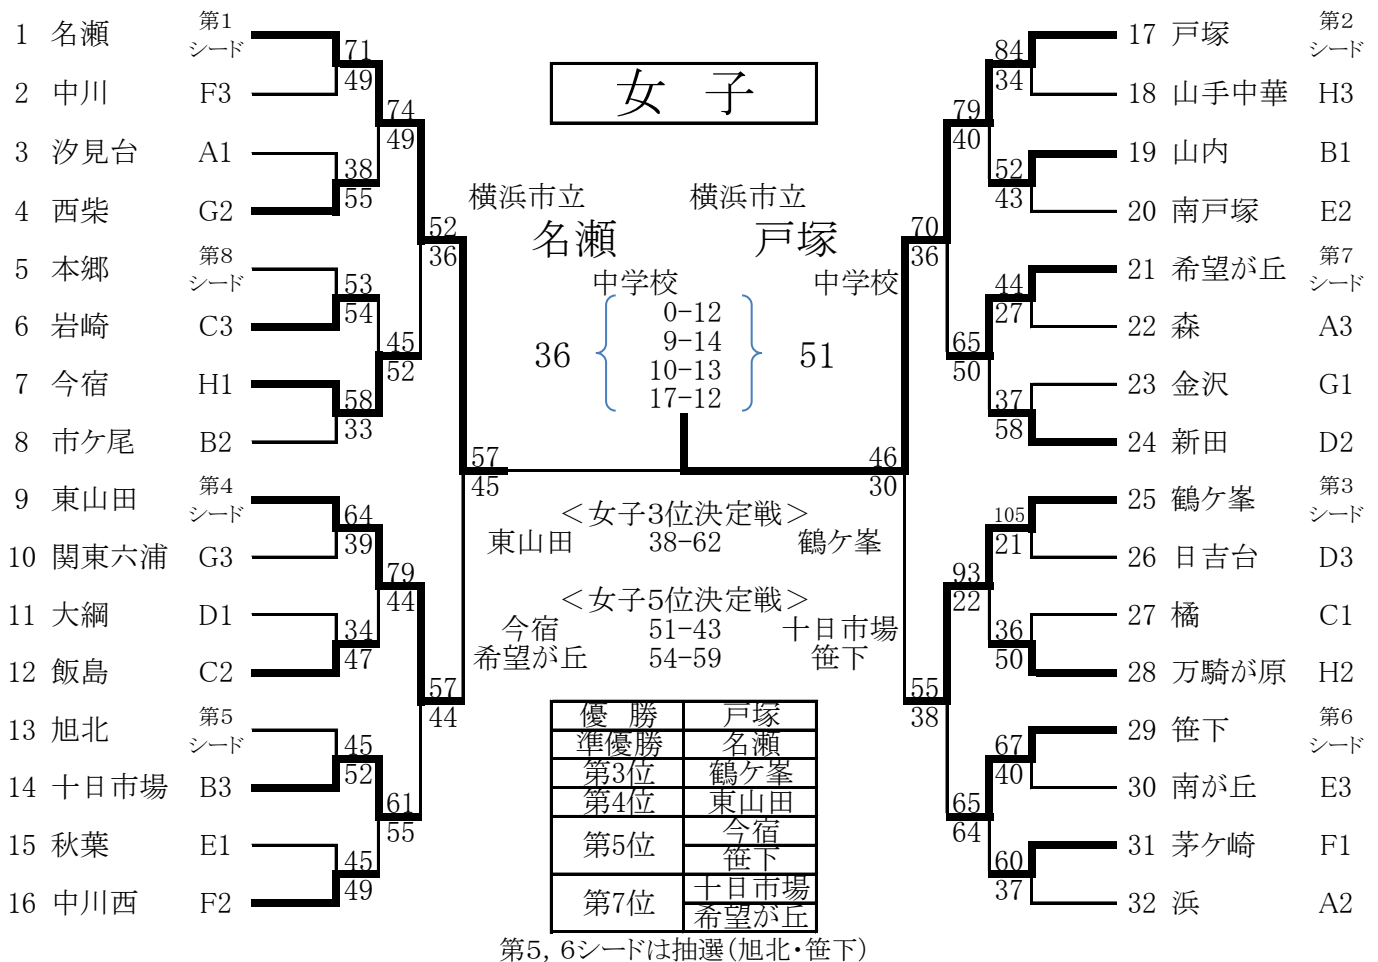 女 子
1 名瀬 第1シード
2 中川 F3
3 汐見台 A1
4 西柴 G2
5 本郷 第8シード
6 岩崎 C3
7 今宿 H1
8 市ケ尾 B2
9 東山田 第4シード
10 関東六浦 G3
11 大綱 D1
12 飯島 C2
13 旭北 第5シード
14 十日市場 B3
15 秋葉 E1
16 中川西 F2
71
49
38
55
53
54
58
33
64
39
34
47
45
52
45
49
74
49
45
52
79
44
61
55
52
36
57
44
57
45
横浜市立 横浜市立
名瀬 戸塚
中学校 中学校
0-12
9-14
36 10-13 51
17-12
＜女子3位決定戦＞
東山田 38-62 鶴ケ峯
＜女子5位決定戦＞
今宿 51-43 十日市場
希望が丘 54-59 笹下
優 勝 戸塚
準優勝 名瀬
第3位 鶴ケ峯
第4位 東山田
第5位 今宿
笹下
第7位 十日市場
希望が丘
第5，6シードは抽選(旭北・笹下)
46
30
70
36
55
38
79
40
65
50
93
22
65
64
84
34
52
43
44
27
37
58
105
21
36
50
67
40
60
37
17 戸塚 第2シード
18 山手中華 H3
19 山内 B1
20 南戸塚 E2
21 希望が丘 第7シード
22 森 A3
23 金沢 G1
24 新田 D2
25 鶴ケ峯 第3シード
26 日吉台 D3
27 橘 C1
28 万騎が原 H2
29 笹下 第6シード
30 南が丘 E3
31 茅ケ崎 F1
32 浜 A2